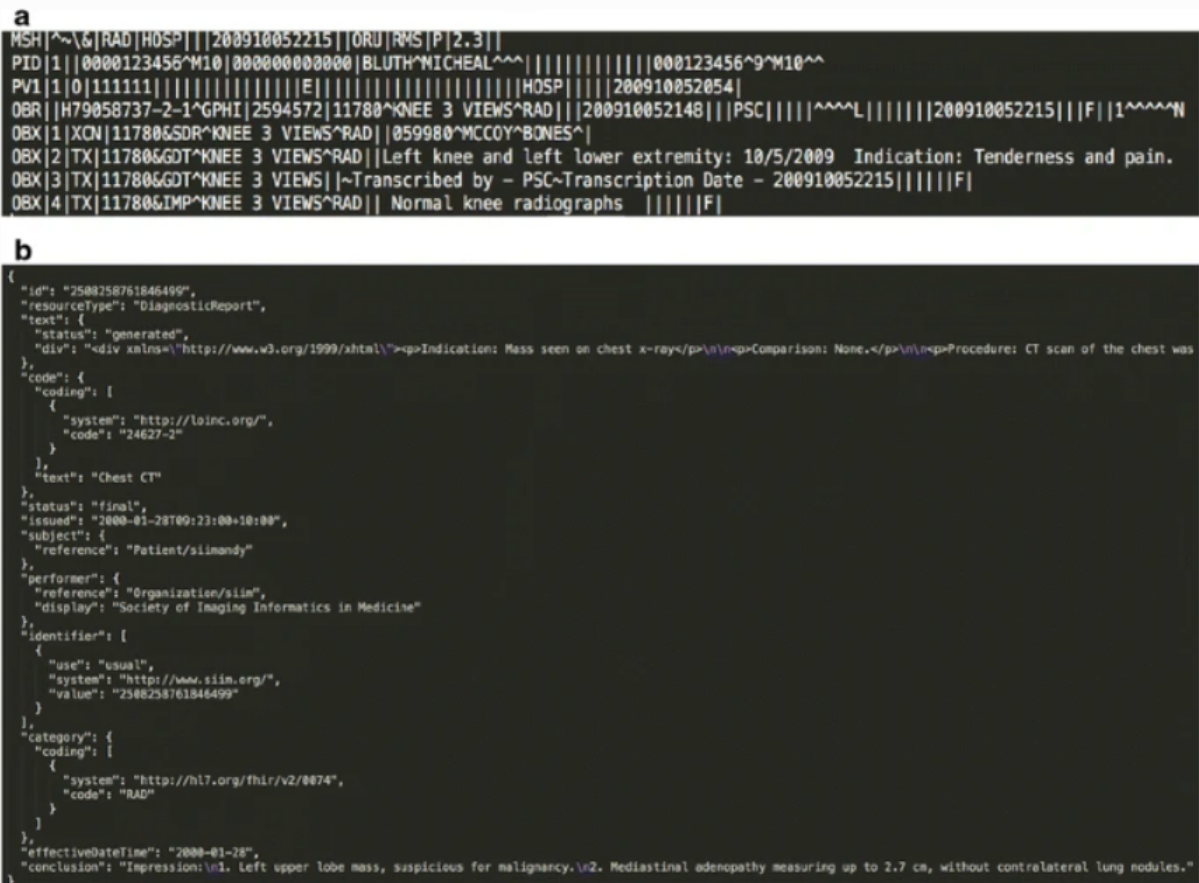 a
MSH|^~\&|RAD|HOSP|||200910052215||ORU|RMS|P|2.3||
PID|1||0000123456^M10|000000000000|BLUTH^MICHEAL^^^|||||||||||||000123456^9^M10^^
PV1|1|O|111111|||||||||||||||E|||||||||||||||||||||HOSP|||||200910052054|
OBR||H79058737-2-1^GPHI|2594572|11780^KNEE 3 VIEWS^RAD|||200910052148|||PSC|||||^^^^L|||||||200910052215|||F||1^^^^^N
OBX|1|XCN|11780&SDR^KNEE 3 VIEWS^RAD||059980^MCCOY^BONES^|
OBX|2|TX|11780&GDT^KNEE 3 VIEWS^RAD||Left knee and left lower extremity: 10/5/2009  Indication: Tenderness and pain.
OBX|3|TX|11780&GDT^KNEE 3 VIEWS||~Transcribed by – PSC~Transcription Date – 200910052215||||||F|
OBX|4|TX|11780&IMP^KNEE 3 VIEWS^RAD|| Normal knee radiographs  ||||||F|
b
{
"id": "2508258761846499",
"resourceType": "DiagnosticReport",
"text": {
"status": "generated",
"div": "<div xmlns=\"http://www.w3.org/1999/xhtml\"><p>Indication: Mass seen on chest x-ray</p>\n\n<p>Comparison: None.</p>\n\n<p>Procedure: CT scan of the chest was
},
"code": {
"coding": [
{
"system": "http://loinc.org/",
"code": "24627-2"
}
],
"text": "Chest CT"
},
"status": "final",
"issued": "2000-01-28T09:23:00+10:00",
"subject": {
"reference": "Patient/siimandy"
},
"performer": {
"reference": "Organization/siim",
"display": "Society of Imaging Informatics in Medicine"
},
"identifier": [
{
"use": "usual",
"system": "http://www.siim.org/",
"value": "2508258761846499"
}
],
"category": {
"coding": [
{
"system": "http://hl7.org/fhir/v2/0074",
"code": "RAD"
}
]
},
"effectiveDateTime": "2000-01-28",
"conclusion": "Impression:\n1. Left upper lobe mass, suspicious for malignancy.\n2. Mediastinal adenopathy measuring up to 2.7 cm, without contralateral lung nodules."
}